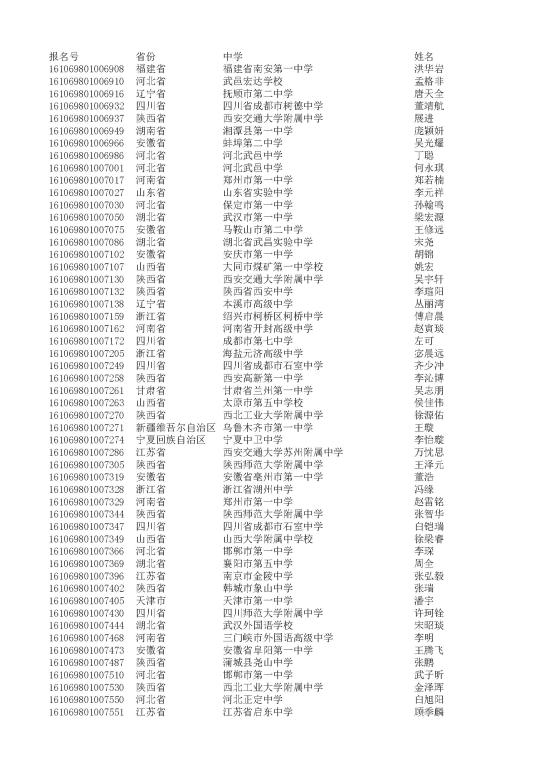 报名号 省份 中学 姓名
161069801006908 福建省 福建省南安第一中学 洪华岩
161069801006910 河北省 武邑宏达学校 孟格非
161069801006916 辽宁省 抚顺市第二中学 唐天全
161069801006932 四川省 四川省成都市树德中学 董靖航
161069801006937 陕西省 西安交通大学附属中学 展进
161069801006949 湖南省 湘潭县第一中学 庞颖妍
161069801006966 安徽省 蚌埠第二中学 吴光耀
161069801006986 河北省 河北武邑中学 丁聪
161069801007001 河北省 河北武邑中学 何永琪
161069801007017 河南省 郑州市第一中学 郑若楠
161069801007027 山东省 山东省实验中学 李元祥
161069801007030 河北省 保定市第一中学 孙翰鸣
161069801007050 湖北省 武汉市第一中学 梁宏源
161069801007075 安徽省 马鞍山市第二中学 王修远
161069801007086 湖北省 湖北省武昌实验中学 宋尧
161069801007102 安徽省 安庆市第一中学 胡锦
161069801007107 山西省 大同市煤矿第一中学校 姚宏
161069801007130 陕西省 西安交通大学附属中学 吴宇轩
161069801007132 陕西省 陕西省西安中学 李瑄阳
161069801007138 辽宁省 本溪市高级中学 丛丽湾
161069801007159 浙江省 绍兴市柯桥区柯桥中学 傅启晨
161069801007162 河南省 河南省开封高级中学 赵寅琰
161069801007172 四川省 成都市第七中学 左可
161069801007205 浙江省 海盐元济高级中学 宓晨远
161069801007249 四川省 四川省成都市石室中学 齐少冲
161069801007258 陕西省 西安高新第一中学 李沁博
161069801007261 甘肃省 甘肃省兰州第一中学 吴志朋
161069801007263 山西省 太原市第五中学校 侯佳伟
161069801007270 陕西省 西北工业大学附属中学 徐源佑
161069801007271 新疆维吾尔自治区 乌鲁木齐市第一中学 王璇
161069801007274 宁夏回族自治区 宁夏中卫中学 李怡璇
161069801007286 江苏省 西安交通大学苏州附属中学 万忱思
161069801007305 陕西省 陕西师范大学附属中学 王泽元
161069801007319 安徽省 安徽省亳州市第一中学 董浩
161069801007328 浙江省 浙江省湖州中学 冯缘
161069801007329 河南省 郑州市第一中学 赵雷铭
161069801007344 陕西省 陕西师范大学附属中学 张智华
161069801007347 四川省 四川省成都市石室中学 白铠瑞
161069801007349 山西省 山西大学附属中学校 徐梁睿
161069801007366 河北省 邯郸市第一中学 李琛
161069801007369 湖北省 襄阳市第五中学 周全
161069801007396 江苏省 南京市金陵中学 张弘毅
161069801007402 陕西省 韩城市象山中学 张瑞
161069801007405 天津市 天津市第一中学 潘宇
161069801007430 四川省 四川师范大学附属中学 许珂铨
161069801007444 湖北省 武汉外国语学校 宋昭琰
161069801007468 河南省 三门峡市外国语高级中学 李明
161069801007473 安徽省 安徽省阜阳第一中学 王腾飞
161069801007487 陕西省 蒲城县尧山中学 张鹏
161069801007510 河北省 邯郸市第一中学 武子昕
161069801007530 陕西省 西北工业大学附属中学 金泽珲
161069801007550 河北省 河北正定中学 白旭阳
161069801007551 江苏省 江苏省启东中学 顾季麟